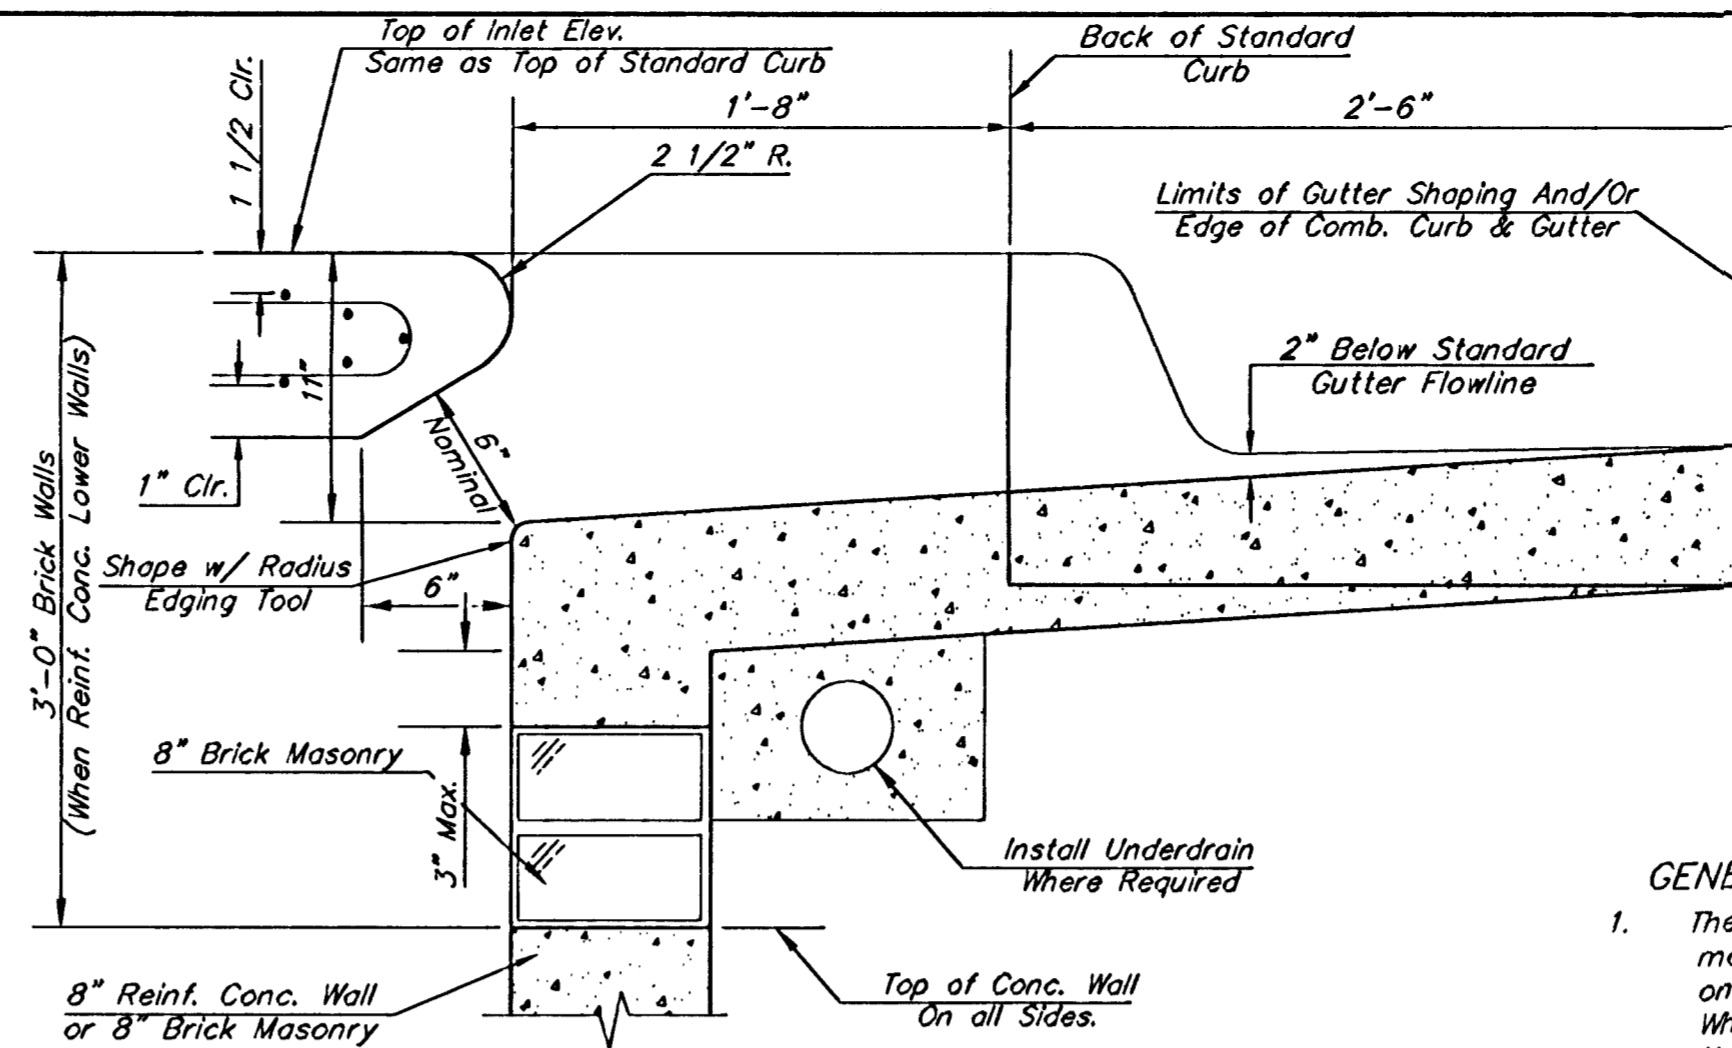 Top of Inlet Elev.
Same as Top of Standard Curb
Back of Standard
Curb
1 1/2 Clr.
1'-8"
2'-6"
2 1/2" R.
Limits of Gutter Shaping And/Or
Edge of Comb. Curb & Gutter
3'-0" Brick Walls
(When Reinf. Conc. Lower Walls)
11"
2" Below Standard
Gutter Flowline
6"
Nominal
1" Clr.
Shape w/ Radius
Edging Tool
6"
8" Brick Masonry
3" Max.
Install Underdrain
Where Required
8" Reinf. Conc. Wall
or 8" Brick Masonry
Top of Conc. Wall
On all Sides.
GENE
1. The
on